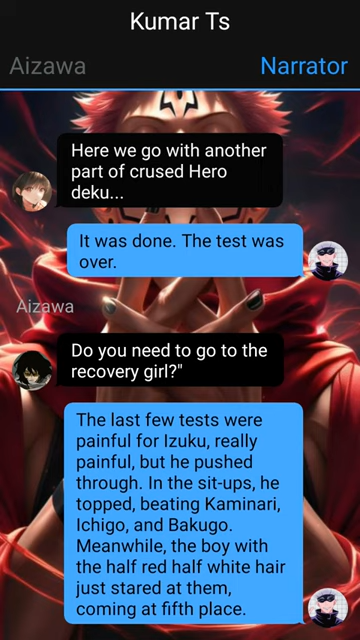 Kumar Ts
Aizawa
Narrator
Here we go with another
part of crused Hero
deku...
It was done. The test was
over.
Aizawa
Do you need to go to the
recovery girl?"
The last few tests were
painful for Izuku, really
painful, but he pushed
through. In the sit-ups, he
topped, beating Kaminari,
Ichigo, and Bakugo.
Meanwhile, the boy with
the half red half white hair
just stared at them,
coming at fifth place.